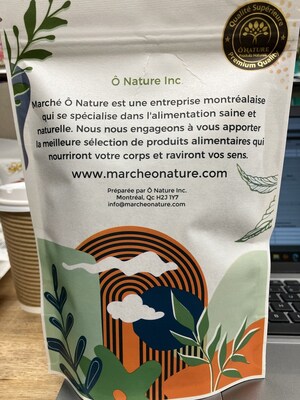 Qualité Supérieure
Ô NATURE
Premium Quality
Ô Nature Inc.
Marché Ô Nature est une entreprise montréalaise
qui se spécialise dans l'alimentation saine et
naturelle. Nous nous engageons à vous apporter
la meilleure sélection de produits alimentaires qui
nourriront votre corps et raviront vos sens.
www.marcheonature.com
Préparée par Ô Nature Inc.
Montréal, Qc H2J 1Y7
info@marcheonature.com